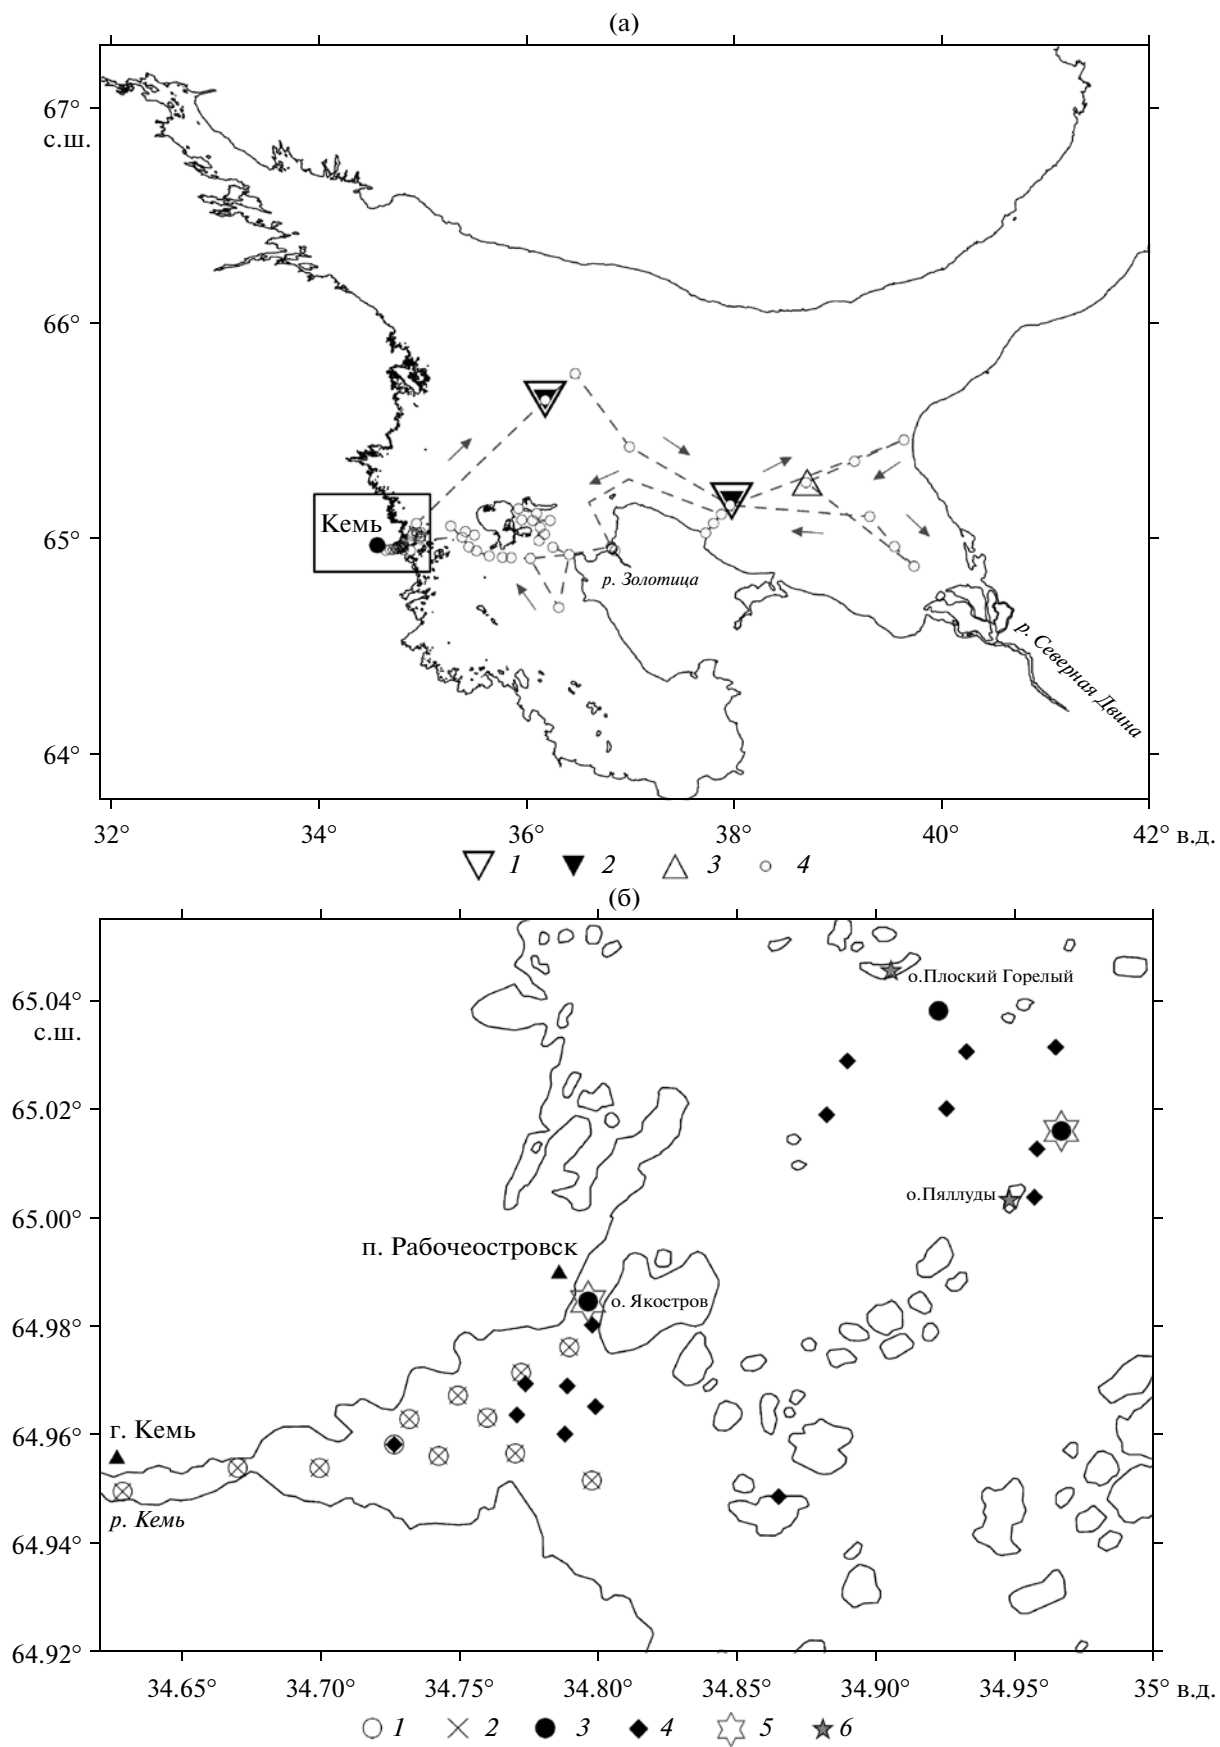 (а)
67°
с.ш.
66°
65°
64°
Кемь
р. Золотица
р. Северная Двина
32° 34° 36° 38° 40° 42° в.д.
1 2 3 4
(б)
65.04°
с.ш.
65.02°
65.00°
64.98°
64.96°
64.94°
64.92°
о.Плоский Горелый
о.Пяллуды
п. Рабочеостровск
о. Якостров
г. Кемь
р. Кемь
34.65° 34.70° 34.75° 34.80° 34.85° 34.90° 34.95° 35° в.д.
1 2 3 4 5 6